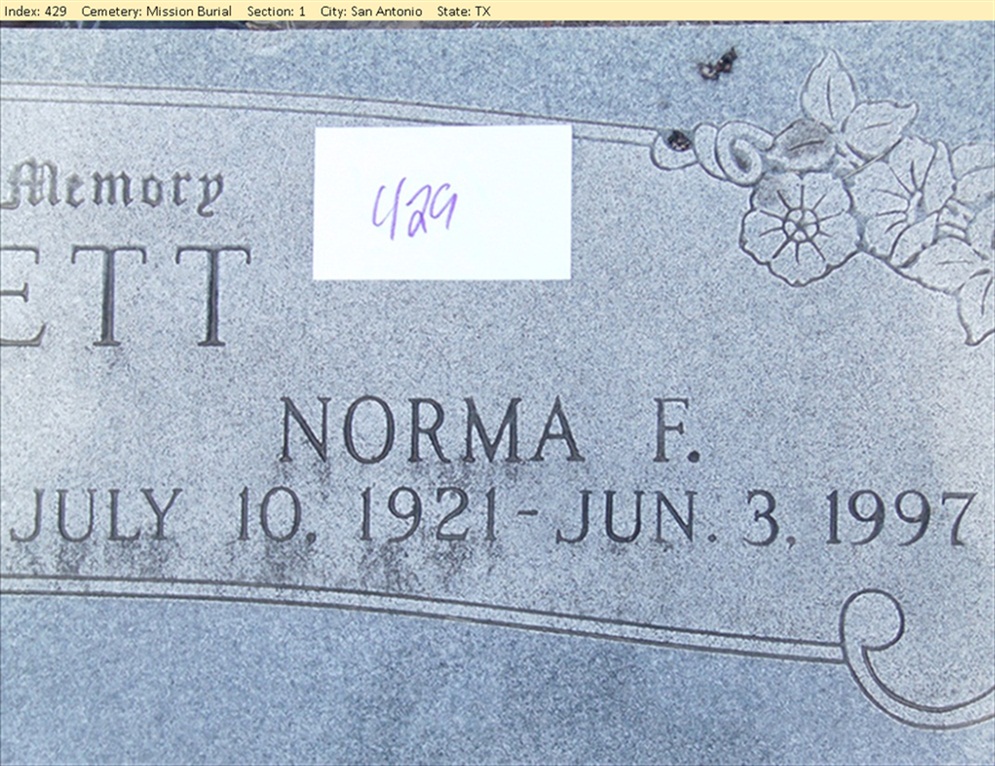 Index: 429 Cemetery: Mission Burial Section: 1 City: San Antonio State: TX
Memory
429
ETT
NORMA F.
JULY 10, 1921 - JUN. 3, 1997